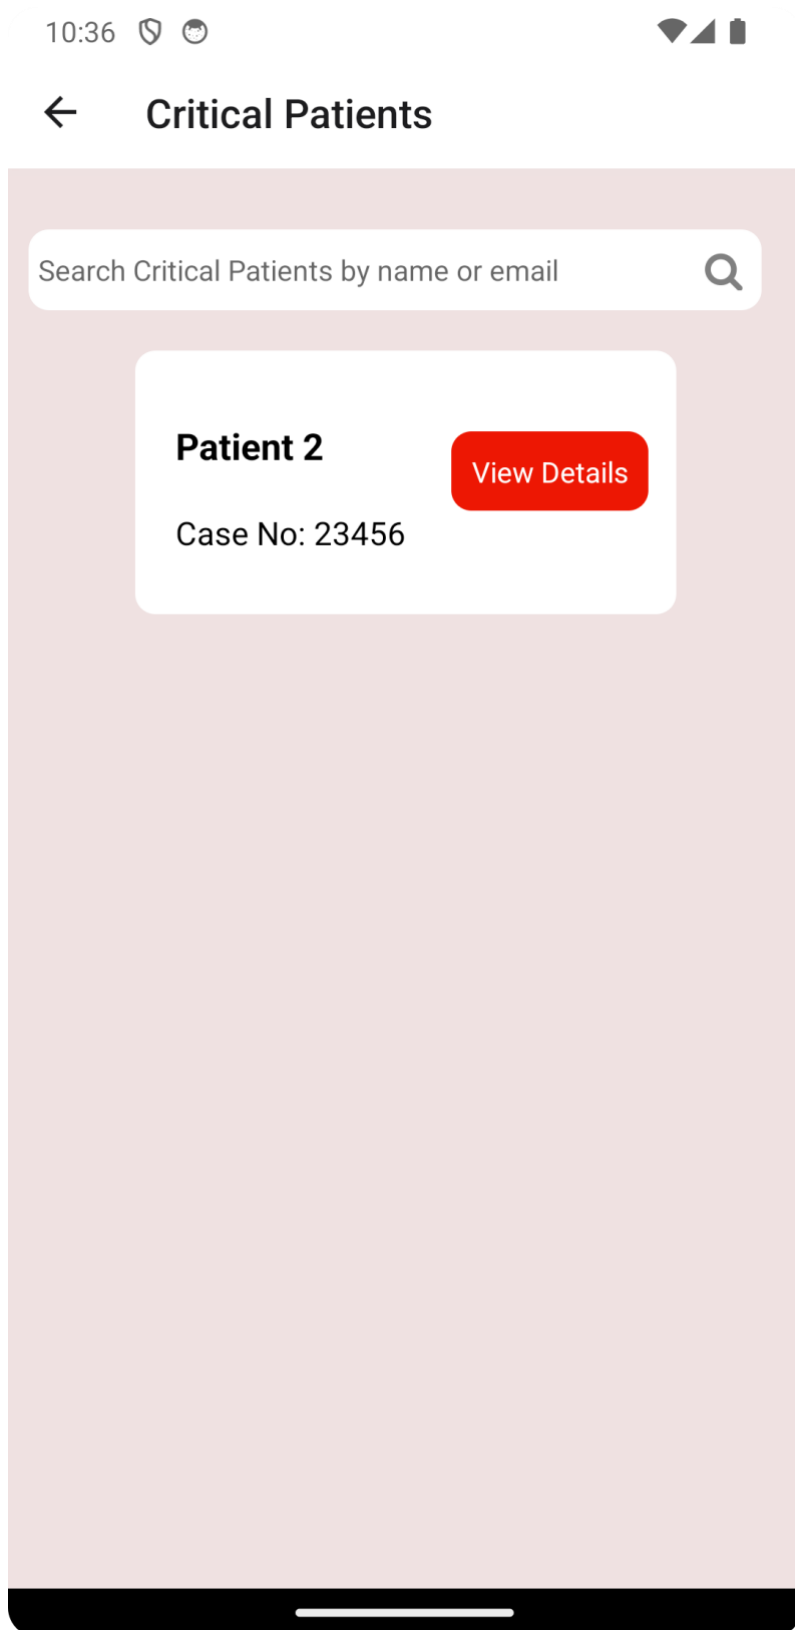 10:36
Critical Patients
Search Critical Patients by name or email
Patient 2
View Details
Case No: 23456